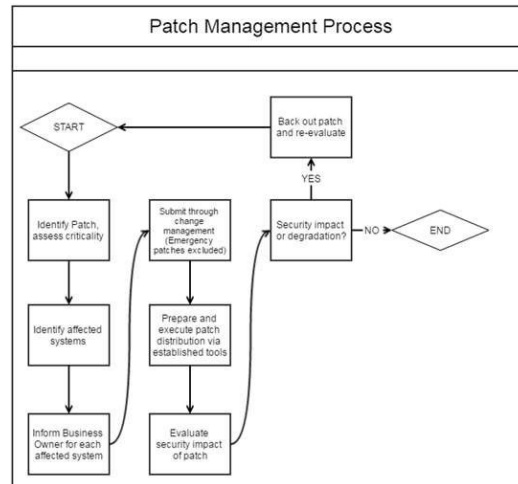 Patch Management Process
START
Identify Patch,
assess criticality
Identify affected
systems
Inform Business
Owner for each
affected system
Submit through
change
management
(Emergency
patches excluded)
Prepare and
execute patch
distribution via
established tools
Evaluate
security impact
of patch
Back out patch
and re-evaluate
YES
Security impact
or degradation?
NO
END